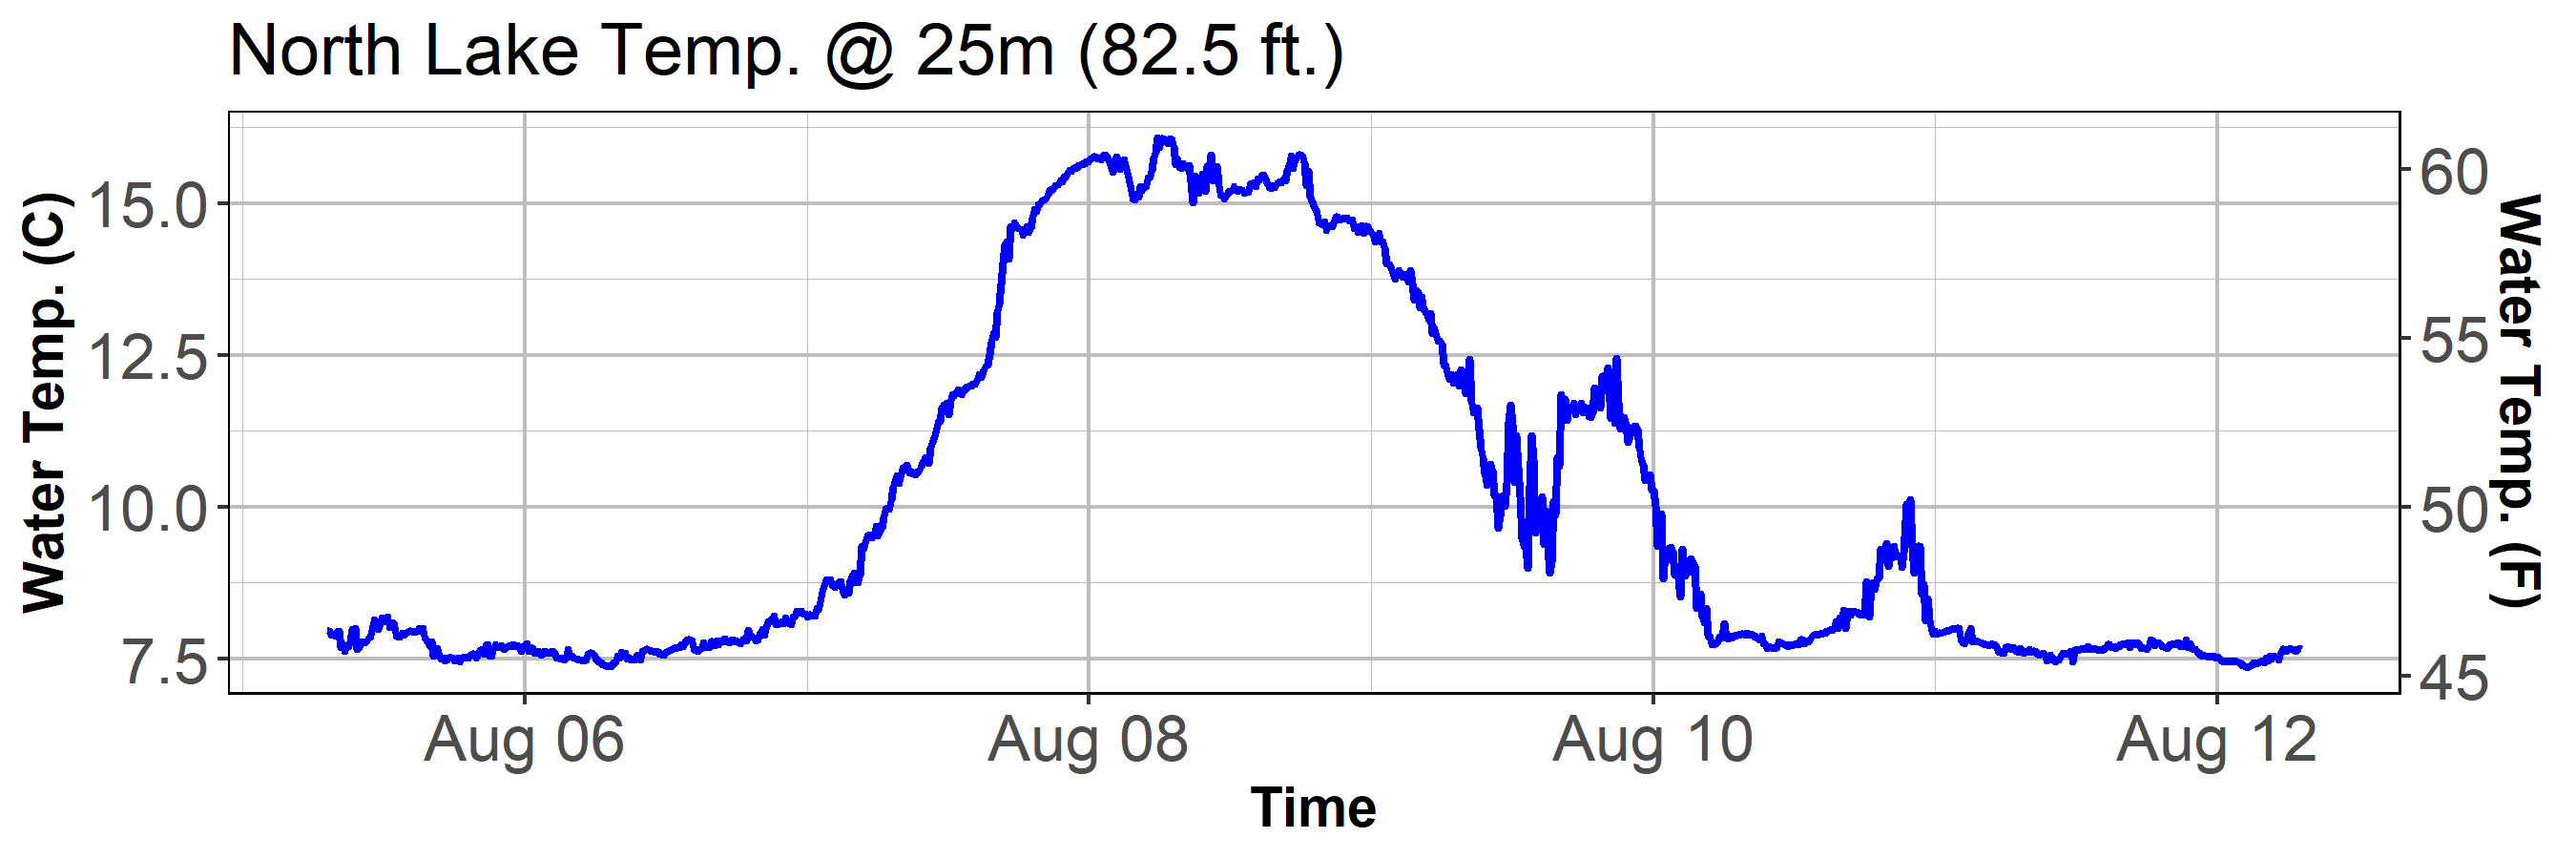 North Lake Temp. @ 25m (82.5 ft.)
Water Temp. (C)
15.0
12.5
10.0
7.5
60
55
50
45
Water Temp. (F)
Aug 06 Aug 08 Aug 10 Aug 12
Time